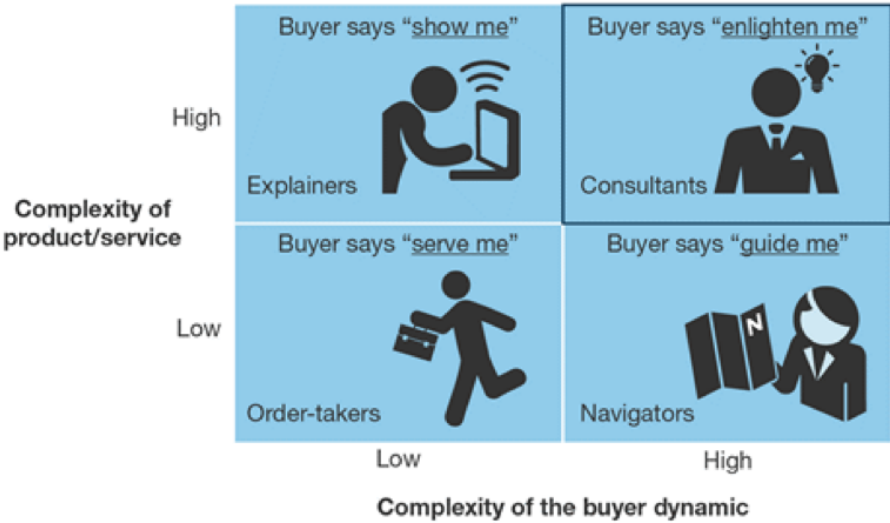 Buyer says “show me”
Buyer says “enlighten me”
High
Explainers
Consultants
Complexity of
product/service
Buyer says “serve me”
Buyer says “guide me”
N
Low
Order-takers
Navigators
Low
High
Complexity of the buyer dynamic